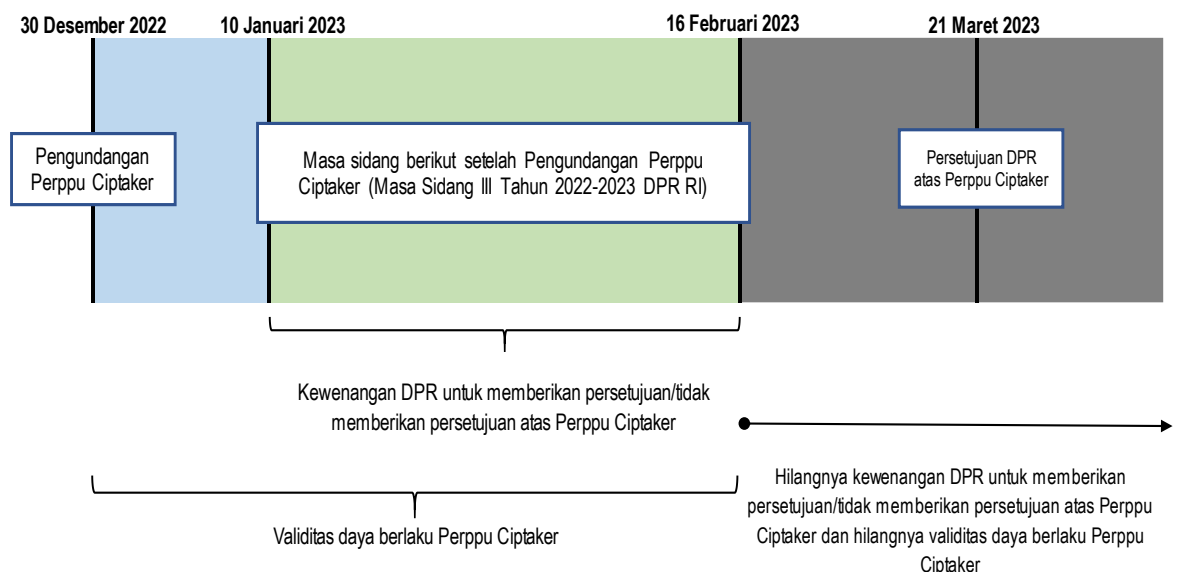 30 Desember 2022
10 Januari 2023
16 Februari 2023
21 Maret 2023
Pengundangan
Perppu Ciptaker
Masa sidang berikut setelah Pengundangan Perppu
Ciptaker (Masa Sidang III Tahun 2022-2023 DPR RI)
Persetujuan DPR
atas Perppu Ciptaker
Kewenangan DPR untuk memberikan persetujuan/tidak
memberikan persetujuan atas Perppu Ciptaker
Validitas daya berlaku Perppu Ciptaker
Hilangnya kewenangan DPR untuk memberikan
persetujuan/tidak memberikan persetujuan atas Perppu
Ciptaker dan hilangnya validitas daya berlaku Perppu
Ciptaker